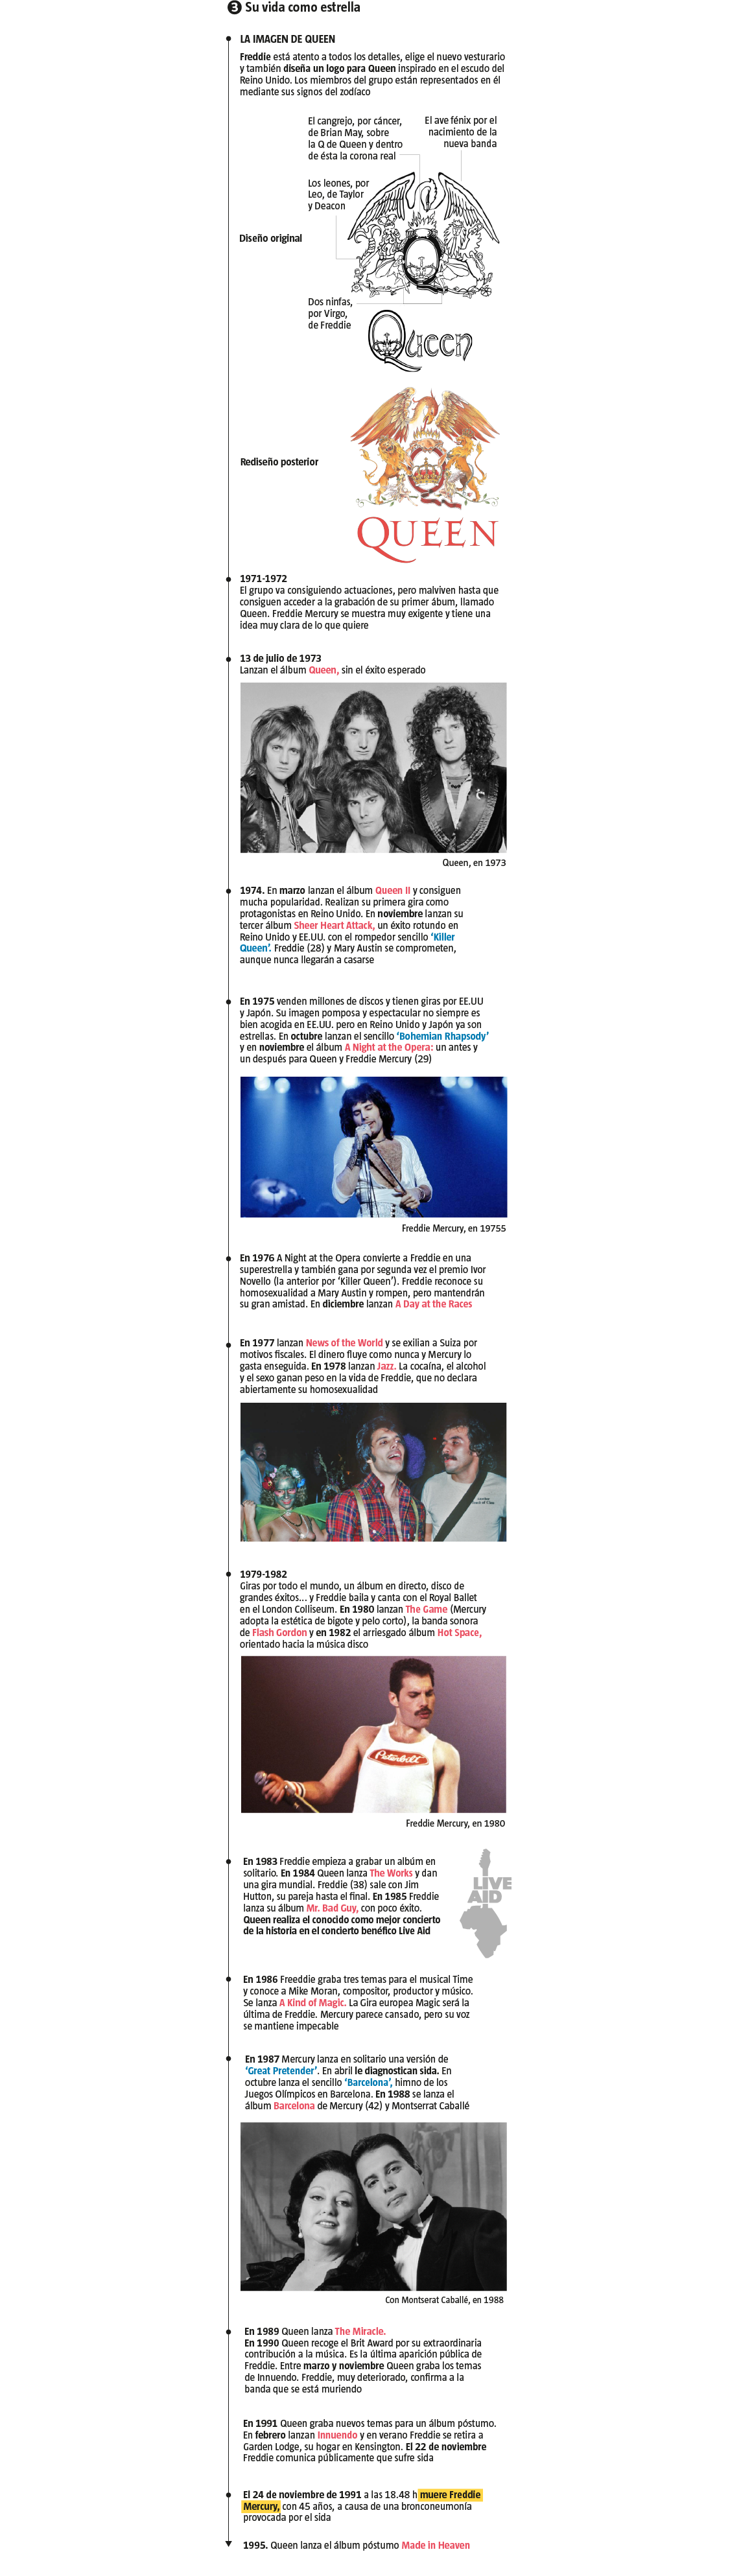 3 Su vida como estrella
LA IMAGEN DE QUEEN
Freddie está atento a todos los detalles, elige el nuevo vesturario
y también diseña un logo para Queen inspirado en el escudo del
Reino Unido. Los miembros del grupo están representados en él
mediante sus signos del zodíaco
El cangrejo, por cáncer,
de Brian May, sobre
la Q de Queen y dentro
de ésta la corona real
El ave fénix por el
nacimiento de la
nueva banda
Los leones, por
Leo, de Taylor
y Deacon
Diseño original
Dos ninfas,
por Virgo,
de Freddie
Queen
Rediseño posterior
QUEEN
1971-1972
El grupo va consiguiendo actuaciones, pero malviven hasta que
consiguen acceder a la grabación de su primer ábum, llamado
Queen. Freddie Mercury se muestra muy exigente y tiene una
idea muy clara de lo que quiere
13 de julio de 1973
Lanzan el álbum Queen, sin el éxito esperado
Queen, en 1973
1974. En marzo lanzan el álbum Queen II y consiguen
mucha popularidad. Realizan su primera gira como
protagonistas en Reino Unido. En noviembre lanzan su
tercer álbum Sheer Heart Attack, un éxito rotundo en
Reino Unido y EE.UU. con el rompedor sencillo ‘Killer
Queen’. Freddie (28) y Mary Austin se comprometen,
aunque nunca llegarán a casarse
En 1975 venden millones de discos y tienen giras por EE.UU
y Japón. Su imagen pomposa y espectacular no siempre es
bien acogida en EE.UU. pero en Reino Unido y Japón ya son
estrellas. En octubre lanzan el sencillo ‘Bohemian Rhapsody’
y en noviembre el álbum A Night at the Opera: un antes y
un después para Queen y Freddie Mercury (29)
Freddie Mercury, en 19755
En 1976 A Night at the Opera convierte a Freddie en una
superestrella y también gana por segunda vez el premio Ivor
Novello (la anterior por ‘Killer Queen’). Freddie reconoce su
homosexualidad a Mary Austin y rompen, pero mantendrán
su gran amistad. En diciembre lanzan A Day at the Races
En 1977 lanzan News of the World y se exilian a Suiza por
motivos fiscales. El dinero fluye como nunca y Mercury lo
gasta enseguida. En 1978 lanzan Jazz. La cocaína, el alcohol
y el sexo ganan peso en la vida de Freddie, que no declara
abiertamente su homosexualidad
1979-1982
Giras por todo el mundo, un álbum en directo, disco de
grandes éxitos... y Freddie baila y canta con el Royal Ballet
en el London Colliseum. En 1980 lanzan The Game (Mercury
adopta la estética de bigote y pelo corto), la banda sonora
de Flash Gordon y en 1982 el arriesgado álbum Hot Space,
orientado hacia la música disco
Peterbilt
Freddie Mercury, en 1980
En 1983 Freddie empieza a grabar un albúm en
solitario. En 1984 Queen lanza The Works y dan
una gira mundial. Freddie (38) sale con Jim
Hutton, su pareja hasta el final. En 1985 Freddie
lanza su álbum Mr. Bad Guy, con poco éxito.
Queen realiza el conocido como mejor concierto
de la historia en el concierto benéfico Live Aid
LIVE
AID
En 1986 Freeddie graba tres temas para el musical Time
y conoce a Mike Moran, compositor, productor y músico.
Se lanza A Kind of Magic. La Gira europea Magic será la
última de Freddie. Mercury parece cansado, pero su voz
se mantiene impecable
En 1987 Mercury lanza en solitario una versión de
‘Great Pretender’. En abril le diagnostican sida. En
octubre lanza el sencillo ‘Barcelona’, himno de los
Juegos Olímpicos en Barcelona. En 1988 se lanza el
álbum Barcelona de Mercury (42) y Montserrat Caballé
Con Montserat Caballé, en 1988
En 1989 Queen lanza The Miracle.
En 1990 Queen recoge el Brit Award por su extraordinaria
contribución a la música. Es la última aparición pública de
Freddie. Entre marzo y noviembre Queen graba los temas
de Innuendo. Freddie, muy deteriorado, confirma a la
banda que se está muriendo
En 1991 Queen graba nuevos temas para un álbum póstumo.
En febrero lanzan Innuendo y en verano Freddie se retira a
Garden Lodge, su hogar en Kensington. El 22 de noviembre
Freddie comunica públicamente que sufre sida
El 24 de noviembre de 1991 a las 18.48 h muere Freddie
Mercury, con 45 años, a causa de una bronconeumonía
provocada por el sida
1995. Queen lanza el álbum póstumo Made in Heaven